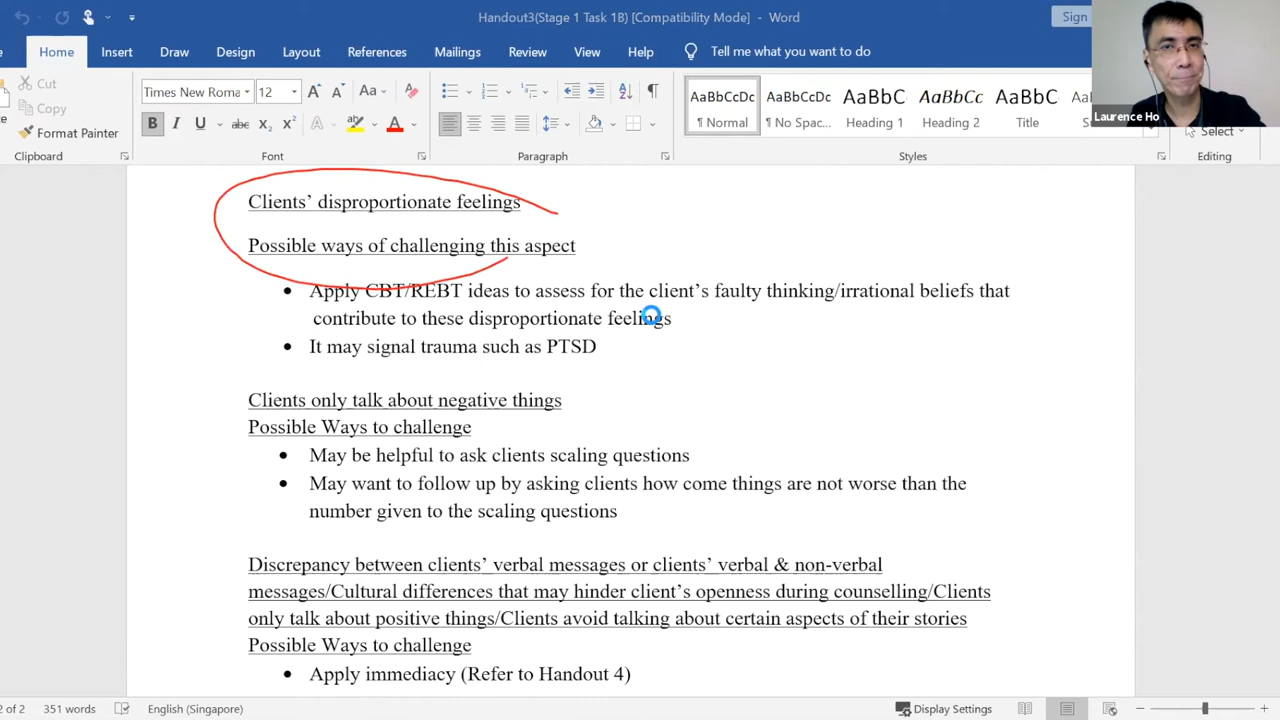 Handout3(Stage 1 Task 1B) [Compatibility Mode] - Word
Sign
Home Insert Draw Design Layout References Mailings Review View Help Tell me what you want to do
Cut
Copy
Format Painter
Clipboard
Times New Roma 12
Aa
B I U abc x₂ x² A A
Font
Paragraph
AaBbCcDc AaBbCcDc AaBbC AaBbCc AaBbC
¶ Normal ¶ No Spac... Heading 1 Heading 2 Title
Styles
Select
Editing
Laurence Ho
Clients’ disproportionate feelings
Possible ways of challenging this aspect
• Apply CBT/REBT ideas to assess for the client’s faulty thinking/irrational beliefs that
contribute to these disproportionate feelings
• It may signal trauma such as PTSD
Clients only talk about negative things
Possible Ways to challenge
• May be helpful to ask clients scaling questions
• May want to follow up by asking clients how come things are not worse than the
number given to the scaling questions
Discrepancy between clients’ verbal messages or clients’ verbal & non-verbal
messages/Cultural differences that may hinder client’s openness during counselling/Clients
only talk about positive things/Clients avoid talking about certain aspects of their stories
Possible Ways to challenge
• Apply immediacy (Refer to Handout 4)
2 of 2 351 words English (Singapore) Display Settings